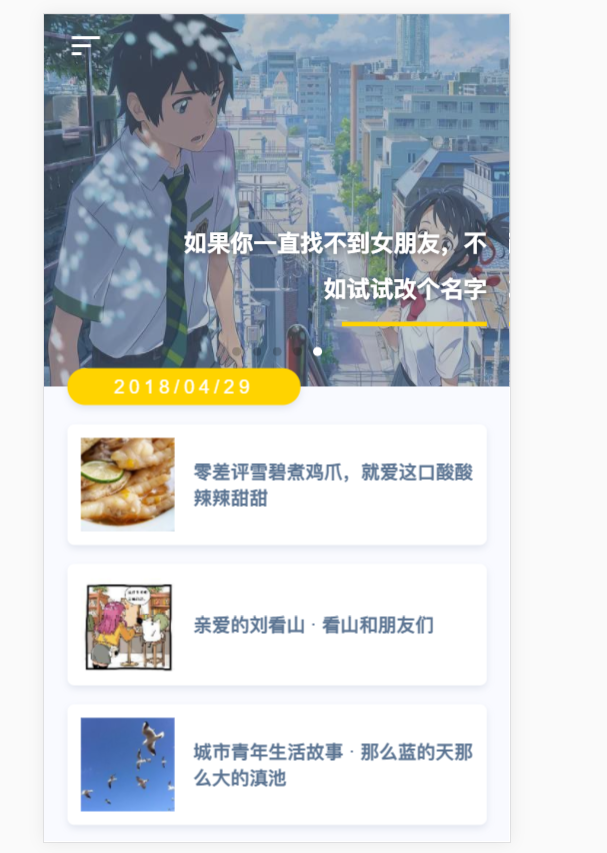 如果你一直找不到女朋友，不
如试试改个名字
2018/04/29
零差评雪碧煮鸡爪，就爱这口酸酸
辣辣甜甜
亲爱的刘看山 · 看山和朋友们
城市青年生活故事 · 那么蓝的天那
么大的滇池